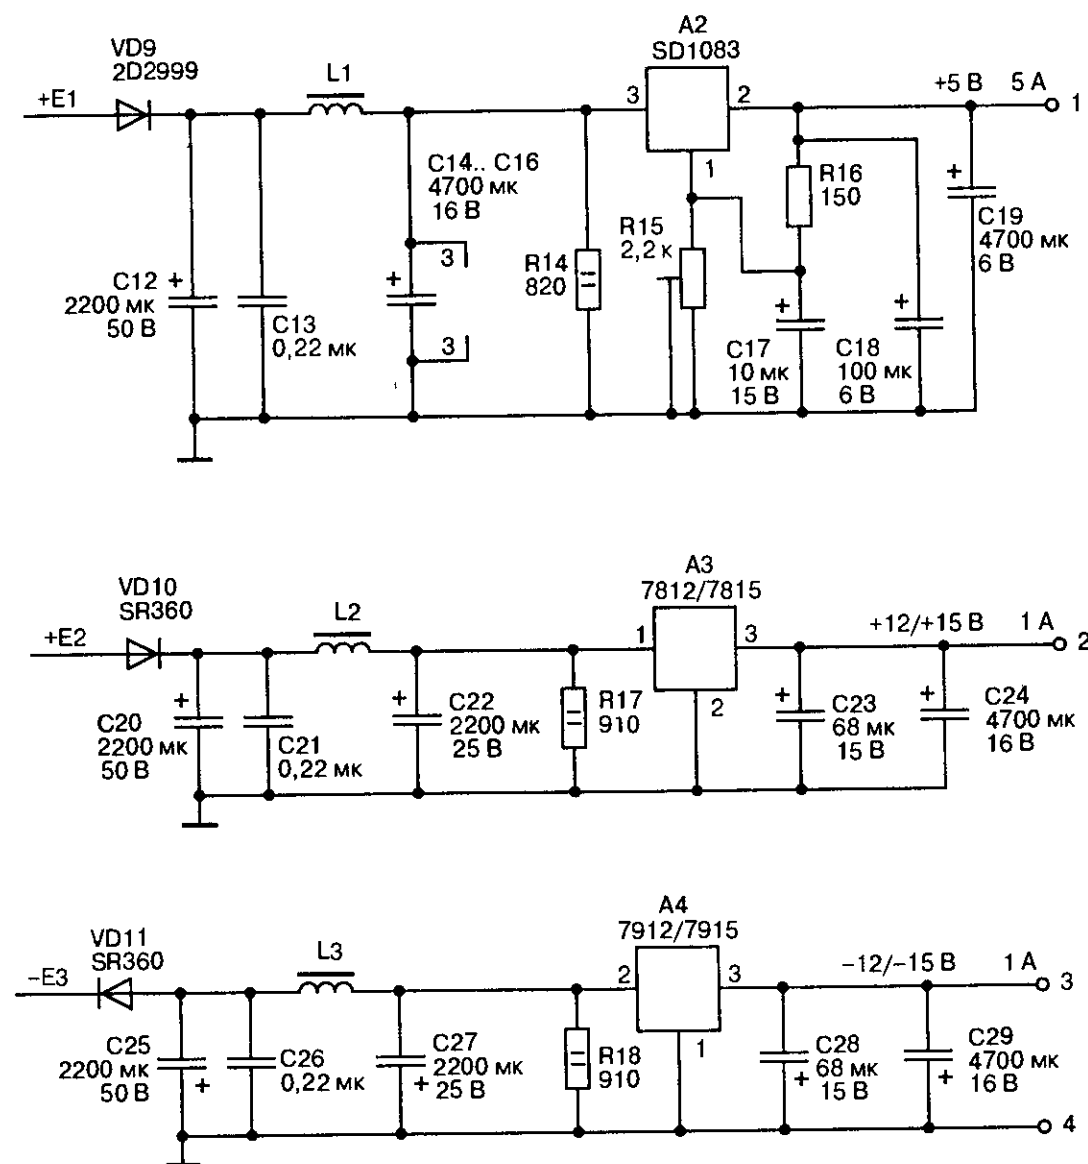 VD9
2D2999
+E1
L1
A2
SD1083
3
2
1
+5 В
5 А
1
C12
2200 мк
50 В
+
C13
0,22 мк
C14.. C16
4700 мк
16 В
3
+
3
R14
820
R15
2,2 к
R16
150
+
C17
10 мк
15 В
+
C18
100 мк
6 В
+
C19
4700 мк
6 В
VD10
SR360
+E2
L2
A3
7812/7815
1
3
2
+12/+15 В
1 А
2
+
C20
2200 мк
50 В
C21
0,22 мк
+
C22
2200 мк
25 В
R17
910
+
C23
68 мк
15 В
+
C24
4700 мк
16 В
VD11
SR360
−E3
L3
A4
7912/7915
2
3
1
−12/−15 В
1 А
3
C25
2200 мк
50 В
+
C26
0,22 мк
C27
2200 мк
+ 25 В
R18
910
C28
68 мк
+
15 В
C29
4700 мк
+
16 В
4